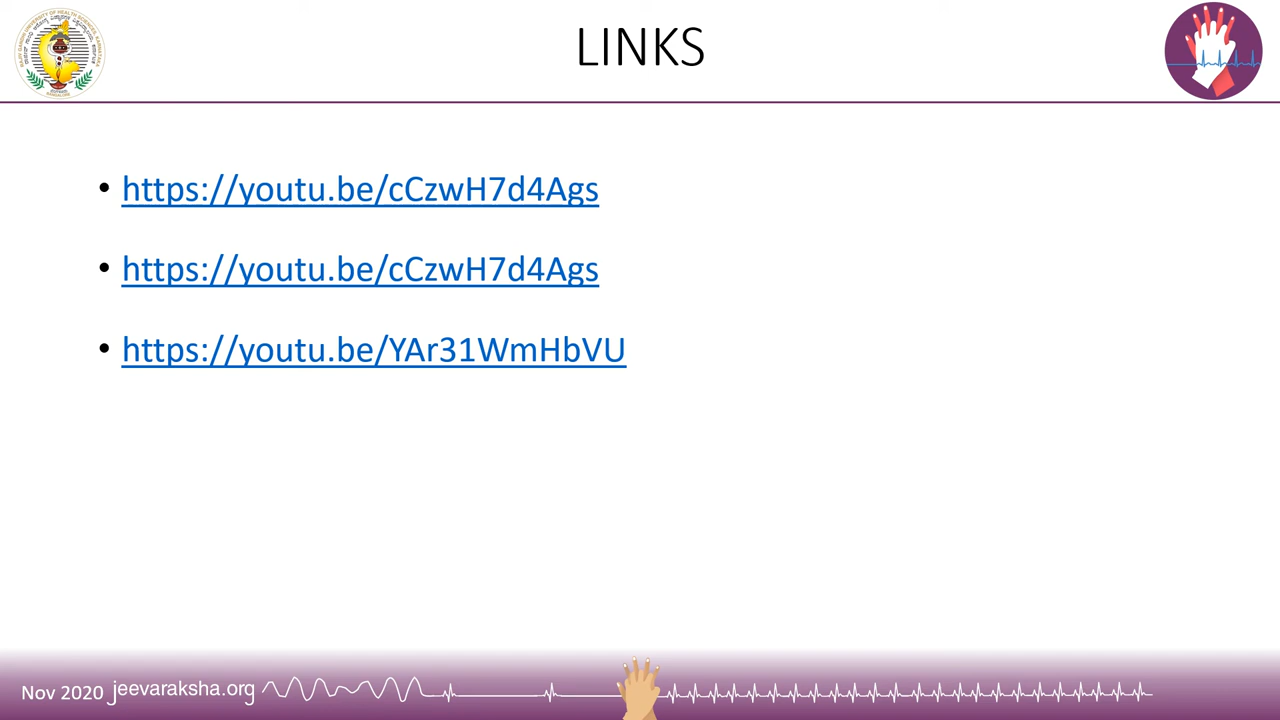 LINKS
• https://youtu.be/cCzwH7d4Ags
• https://youtu.be/cCzwH7d4Ags
• https://youtu.be/YAr31WmHbVU
Nov 2020 jeevaraksha.org